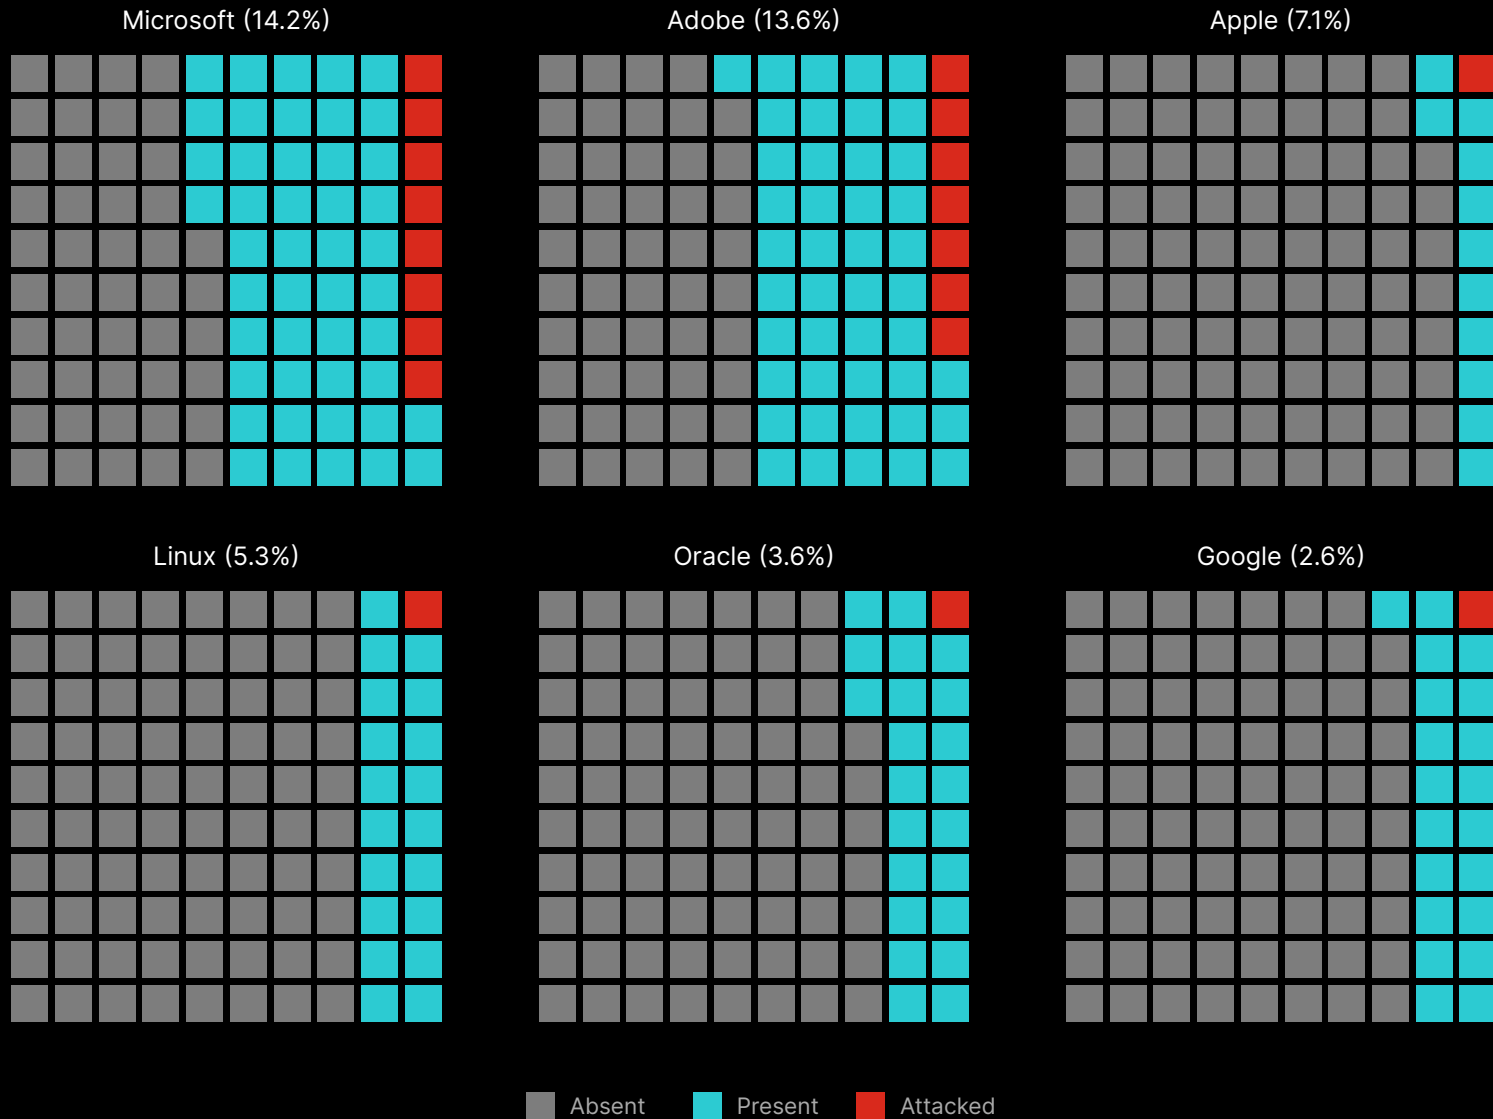 Microsoft (14.2%)
Adobe (13.6%)
Apple (7.1%)
Linux (5.3%)
Oracle (3.6%)
Google (2.6%)
Absent
Present
Attacked